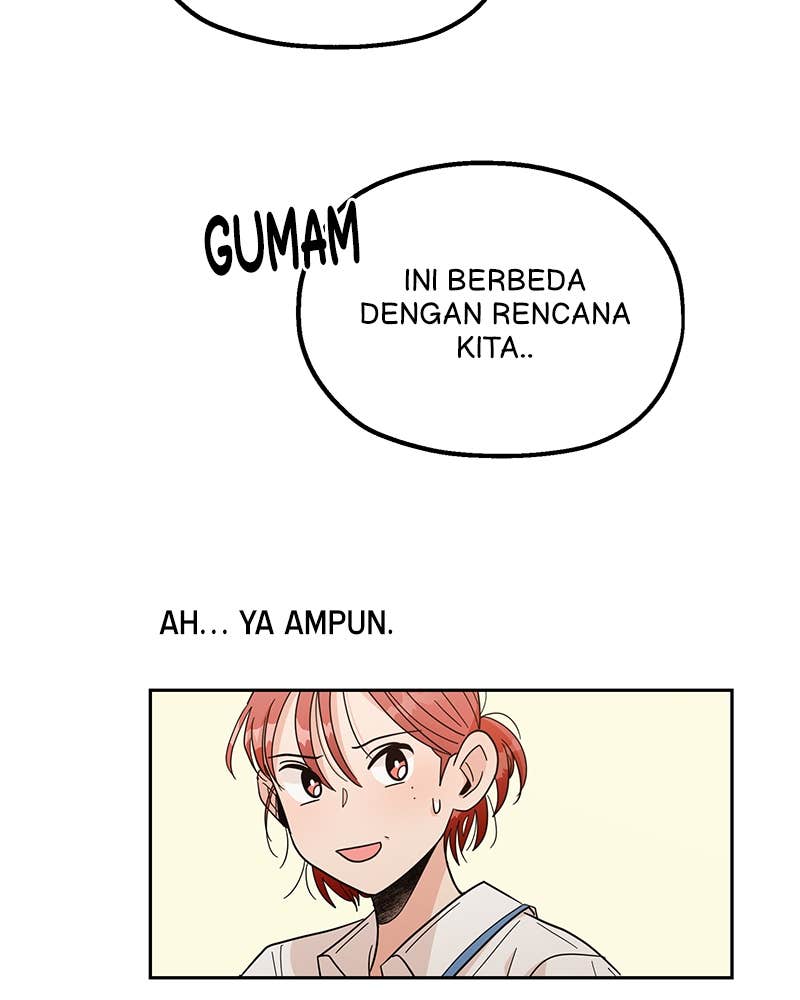 GUMAM
INI BERBEDA
DENGAN RENCANA
KITA..
AH... YA AMPUN.